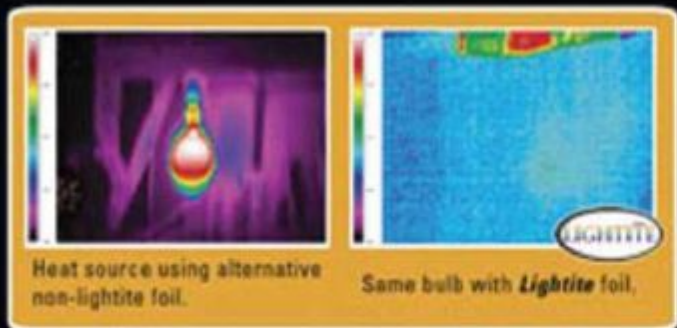 LIGHTITE
Heat source using alternative
non-lightite foil.
Same bulb with Lightite foil.